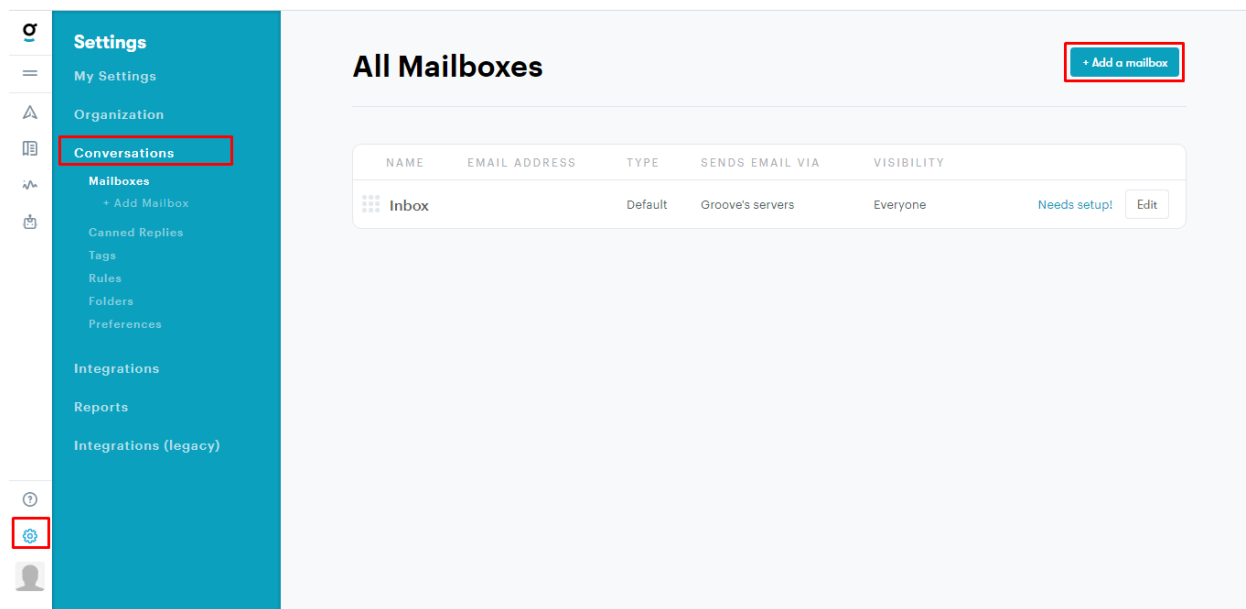 g
Settings
My Settings
Organization
Conversations
Mailboxes
+ Add Mailbox
Canned Replies
Tags
Rules
Folders
Preferences
Integrations
Reports
Integrations (legacy)
?
All Mailboxes
+ Add a mailbox
NAME EMAIL ADDRESS TYPE SENDS EMAIL VIA VISIBILITY
Inbox Default Groove's servers Everyone Needs setup! Edit